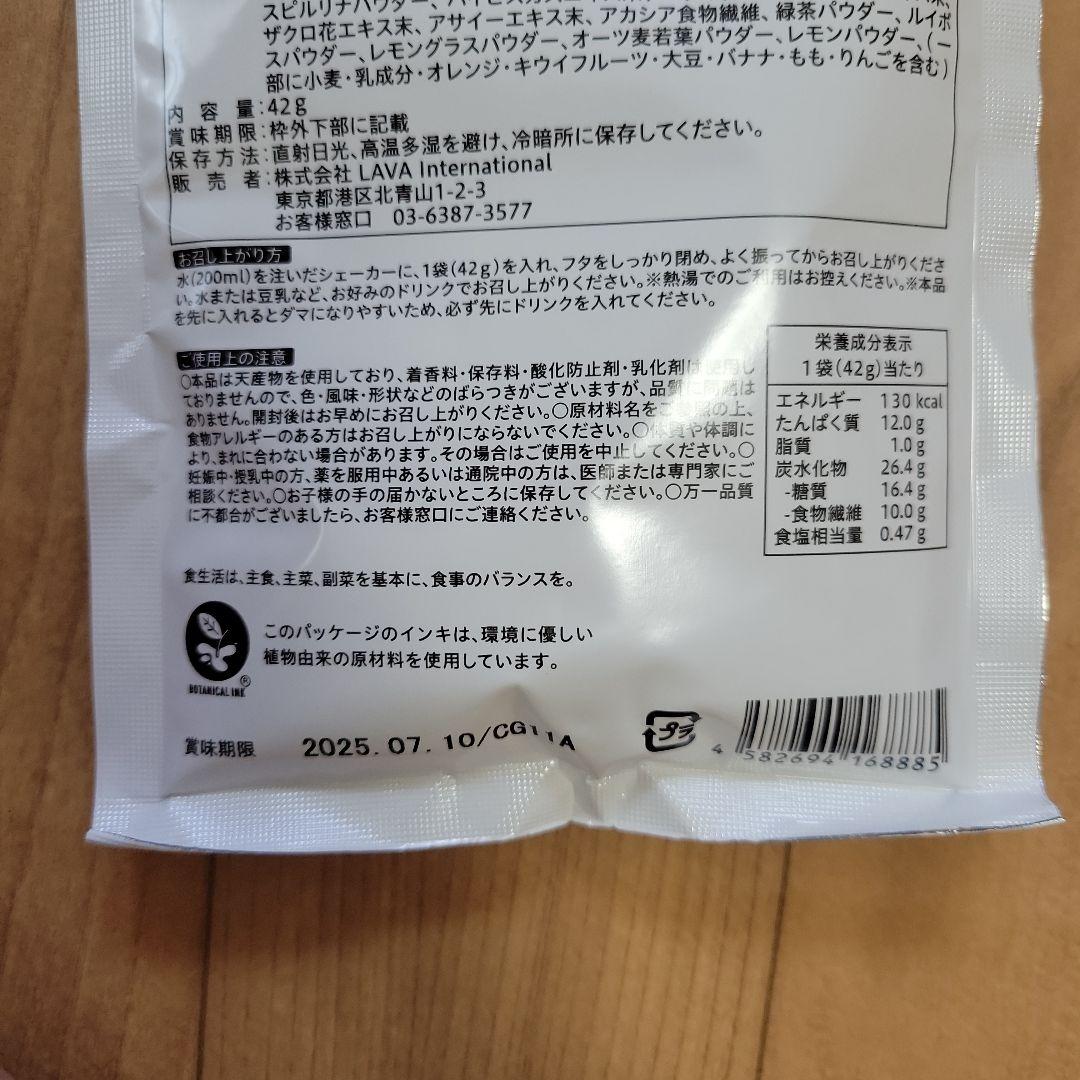 スピルリナパウダー、
ザクロ花エキス末、アサイーエキス末、アカシア食物繊維、緑茶パウダー、ルイボ
スパウダー、レモングラスパウダー、オーツ麦若葉パウダー、レモンパウダー、(一
部に小麦・乳成分・オレンジ・キウイフルーツ・大豆・バナナ・もも・りんごを含む)
内容量:42g
賞味期限:枠外下部に記載
保存方法:直射日光、高温多湿を避け、冷暗所に保存してください。
販売者:株式会社 LAVA International
東京都港区北青山1-2-3
お客様窓口 03-6387-3577
お召し上がり方
水(200ml)を注いだシェーカーに、1袋(42g)を入れ、フタをしっかり閉め、よく振ってからお召し上がりくださ
い。水または豆乳など、お好みのドリンクでお召し上がりください。※熱湯でのご利用はお控えください。※本品
を先に入れるとダマになりやすいため、必ず先にドリンクを入れてください。
ご使用上の注意
○本品は天産物を使用しており、着香料・保存料・酸化防止剤・乳化剤は使用し
ておりませんので、色・風味・形状などのばらつきがございますが、品質に問題は
ありません。開封後はお早めにお召し上がりください。○原材料名をご参照の上、
食物アレルギーのある方はお召し上がりにならないでください。○体質や体調に
より、まれに合わない場合があります。その場合はご使用を中止してください。○
妊娠中・授乳中の方、薬を服用中あるいは通院中の方は、医師または専門家にご
相談ください。○お子様の手の届かないところに保存してください。○万一品質
に不都合がございましたら、お客様窓口にご連絡ください。
栄養成分表示
1袋(42g)当たり
エネルギー 130 kcal
たんぱく質 12.0 g
脂質 1.0 g
炭水化物 26.4 g
-糖質 16.4 g
-食物繊維 10.0 g
食塩相当量 0.47 g
食生活は、主食、主菜、副菜を基本に、食事のバランスを。
このパッケージのインキは、環境に優しい
植物由来の原材料を使用しています。
BOTANICAL INK ®
賞味期限 2025.07.10/CG11A
プラ
4 582694 168885